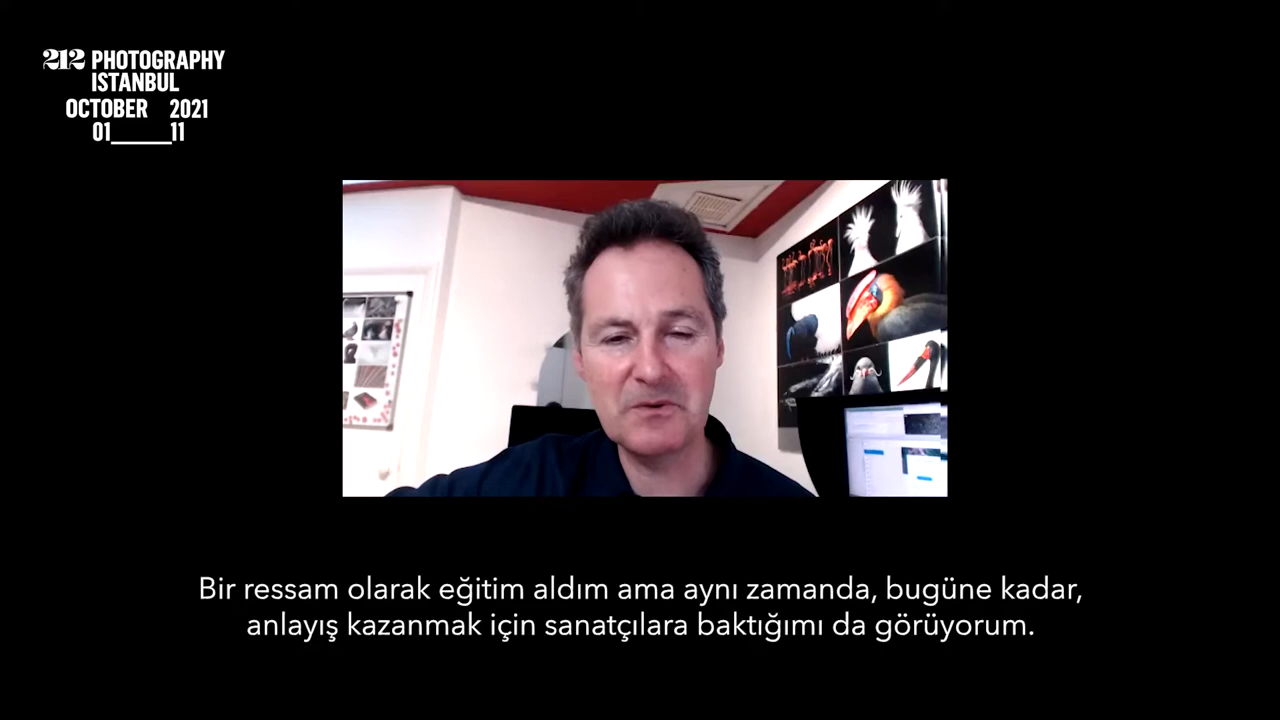 212 PHOTOGRAPHY
ISTANBUL
OCTOBER 2021
01____11
Bir ressam olarak eğitim aldım ama aynı zamanda, bugüne kadar,
anlayış kazanmak için sanatçılara baktığımı da görüyorum.